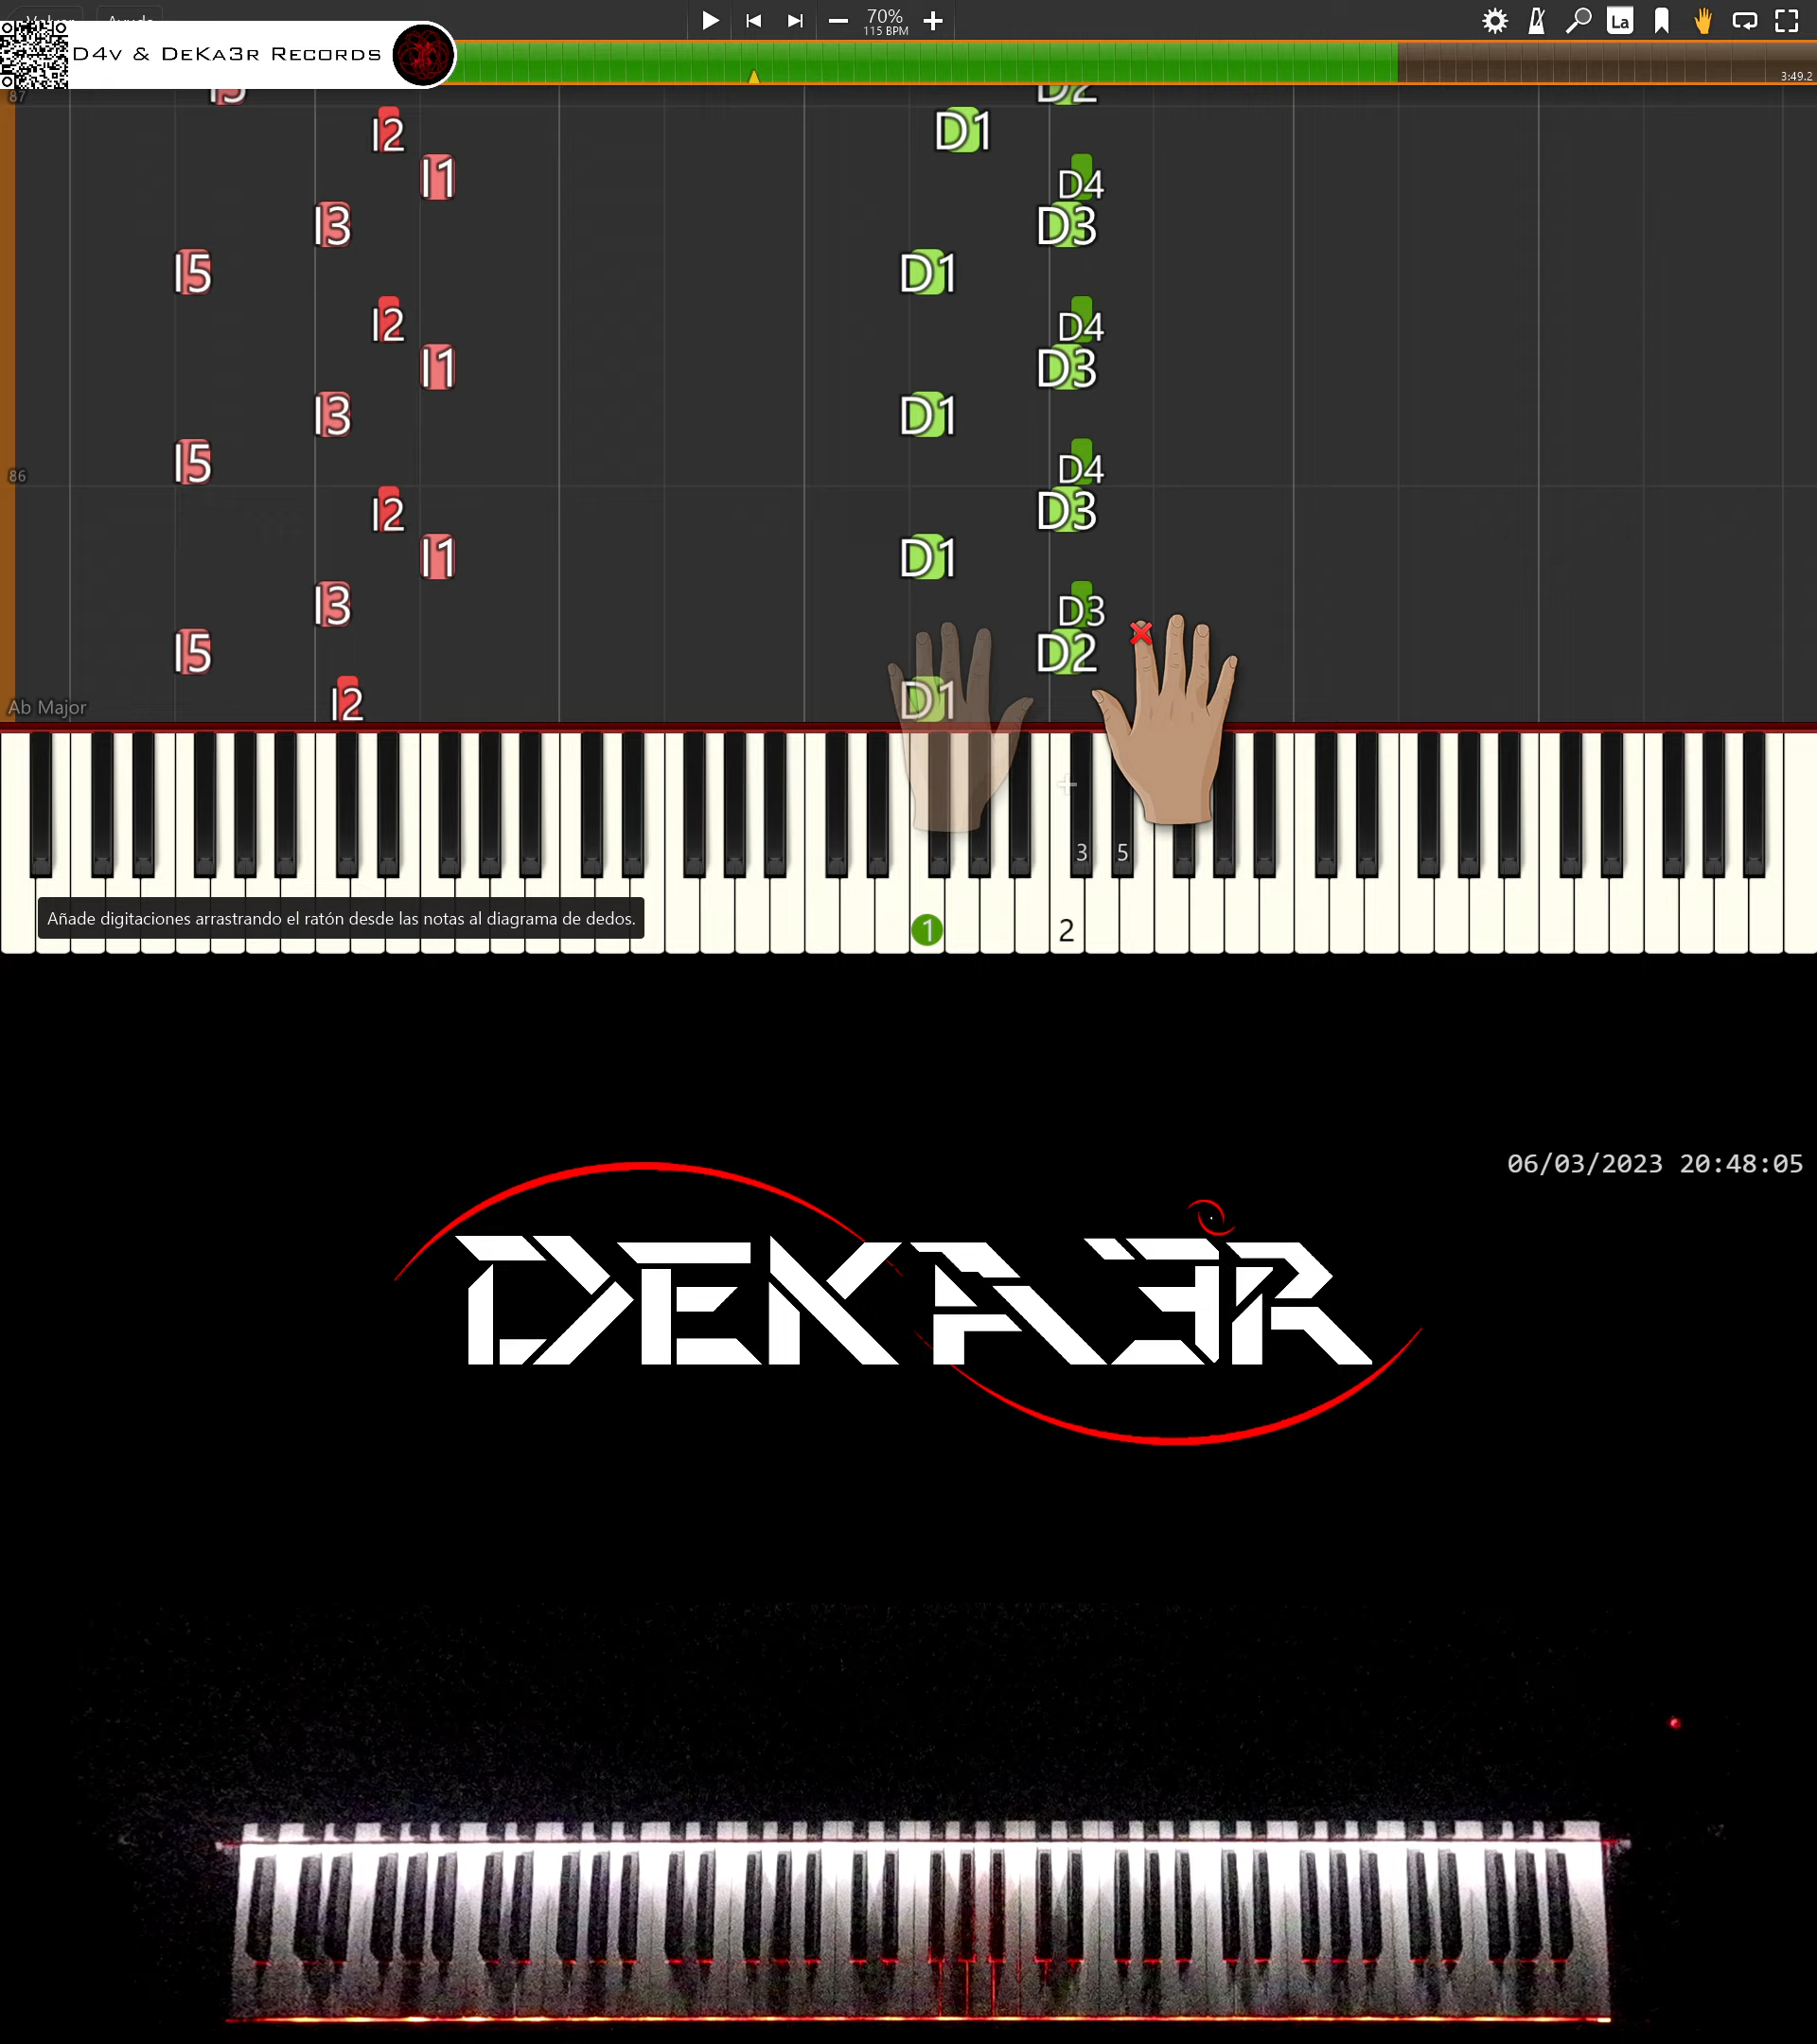 70%
115 BPM
La
D4v & DeKa3r Records
3:49.2
87
D2
I2 D1
I1 D4
I3 D3
I5 D1
I2 D4
I1 D3
I3 D1
I5 D4
86
I2 D3
I1 D1
I3 D3
I5 D2
I2 D1
Ab Major
3 5
Añade digitaciones arrastrando el ratón desde las notas al diagrama de dedos.
1 2
06/03/2023 20:48:05
DEKA3R